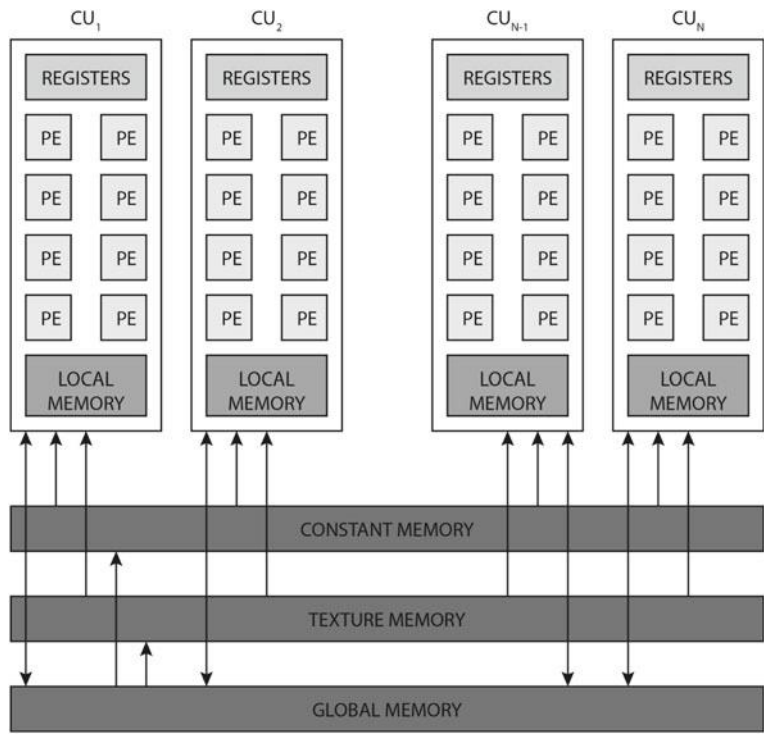 CU1 CU2 CUN-1 CUN
REGISTERS REGISTERS REGISTERS REGISTERS
PE PE PE PE PE PE PE PE
PE PE PE PE PE PE PE PE
PE PE PE PE PE PE PE PE
PE PE PE PE PE PE PE PE
LOCAL LOCAL LOCAL LOCAL
MEMORY MEMORY MEMORY MEMORY
CONSTANT MEMORY
TEXTURE MEMORY
GLOBAL MEMORY